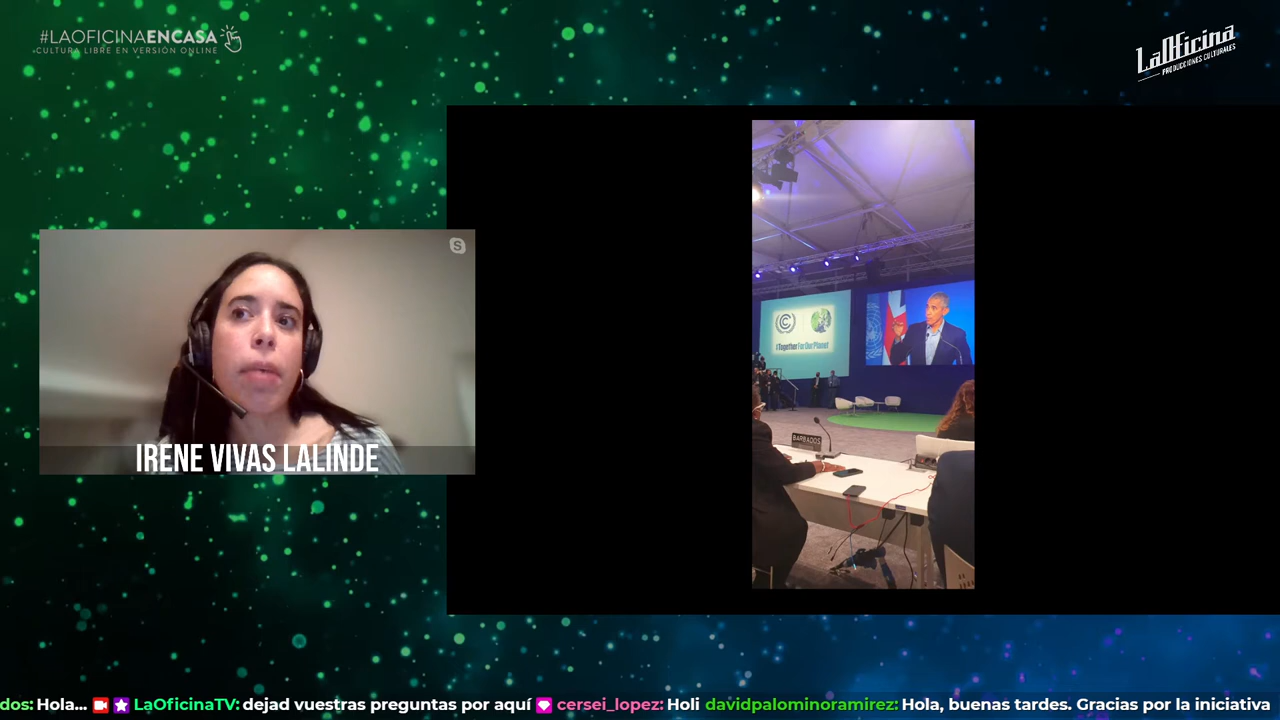 #LAOFICINAENCASA
CULTURA LIBRE EN VERSIÓN ONLINE
LaOficina
PRODUCCIONES CULTURALES
#TogetherForOurPlanet
BARBADOS
IRENE VIVAS LALINDE
dos: Hola... LaOficinaTV: dejad vuestras preguntas por aquí cersei_lopez: Holi davidpalominoramirez: Hola, buenas tardes. Gracias por la iniciativa